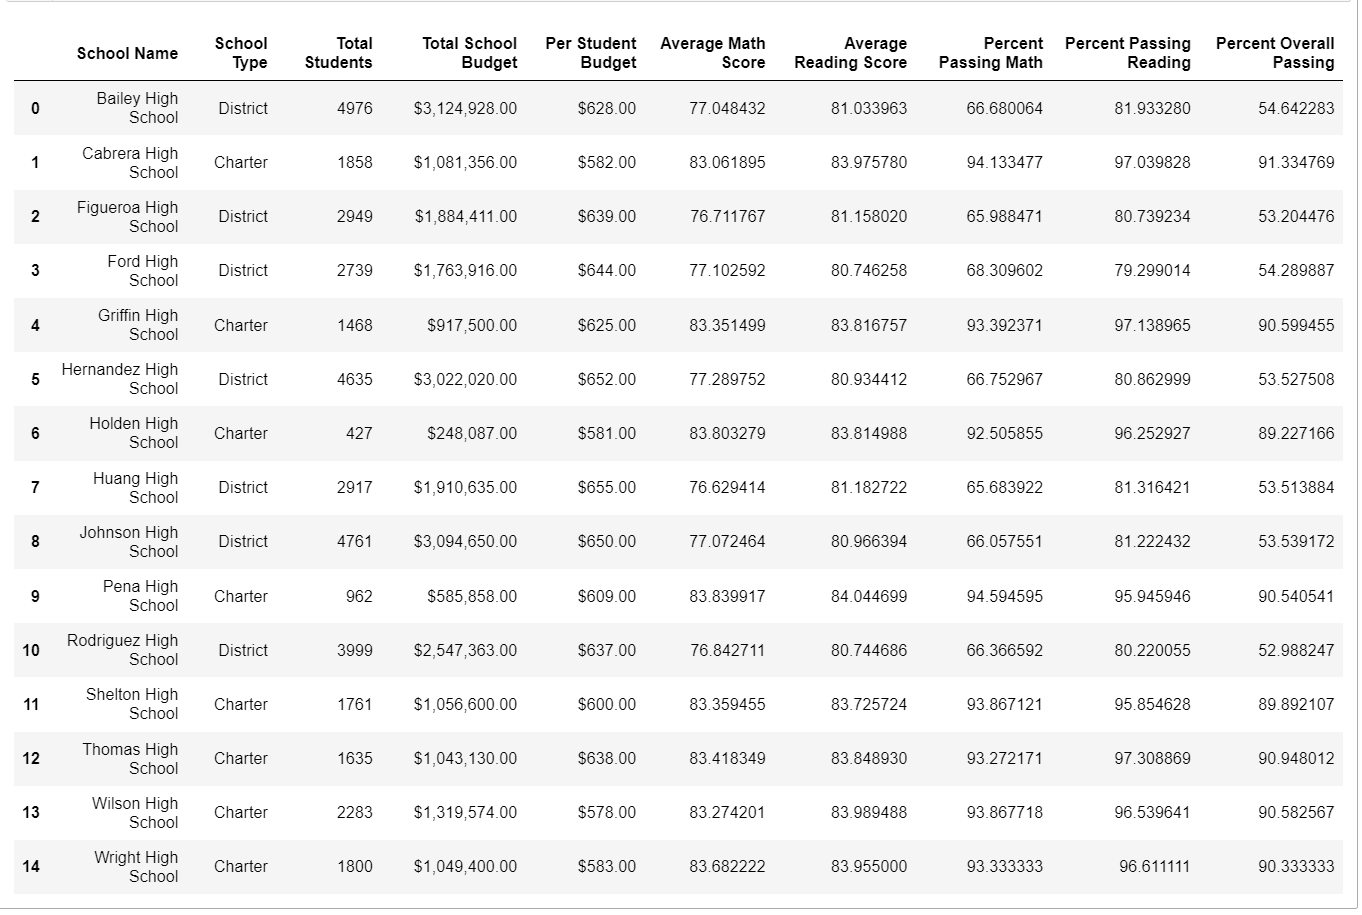 School Name School Type Total Students Total School Budget Per Student Budget Average Math Score Average Reading Score Percent Passing Math Percent Passing Reading Percent Overall Passing
0 Bailey High School District 4976 $3,124,928.00 $628.00 77.048432 81.033963 66.680064 81.933280 54.642283
1 Cabrera High School Charter 1858 $1,081,356.00 $582.00 83.061895 83.975780 94.133477 97.039828 91.334769
2 Figueroa High School District 2949 $1,884,411.00 $639.00 76.711767 81.158020 65.988471 80.739234 53.204476
3 Ford High School District 2739 $1,763,916.00 $644.00 77.102592 80.746258 68.309602 79.299014 54.289887
4 Griffin High School Charter 1468 $917,500.00 $625.00 83.351499 83.816757 93.392371 97.138965 90.599455
5 Hernandez High School District 4635 $3,022,020.00 $652.00 77.289752 80.934412 66.752967 80.862999 53.527508
6 Holden High School Charter 427 $248,087.00 $581.00 83.803279 83.814988 92.505855 96.252927 89.227166
7 Huang High School District 2917 $1,910,635.00 $655.00 76.629414 81.182722 65.683922 81.316421 53.513884
8 Johnson High School District 4761 $3,094,650.00 $650.00 77.072464 80.966394 66.057551 81.222432 53.539172
9 Pena High School Charter 962 $585,858.00 $609.00 83.839917 84.044699 94.594595 95.945946 90.540541
10 Rodriguez High School District 3999 $2,547,363.00 $637.00 76.842711 80.744686 66.366592 80.220055 52.988247
11 Shelton High School Charter 1761 $1,056,600.00 $600.00 83.359455 83.725724 93.867121 95.854628 89.892107
12 Thomas High School Charter 1635 $1,043,130.00 $638.00 83.418349 83.848930 93.272171 97.308869 90.948012
13 Wilson High School Charter 2283 $1,319,574.00 $578.00 83.274201 83.989488 93.867718 96.539641 90.582567
14 Wright High School Charter 1800 $1,049,400.00 $583.00 83.682222 83.955000 93.333333 96.611111 90.333333